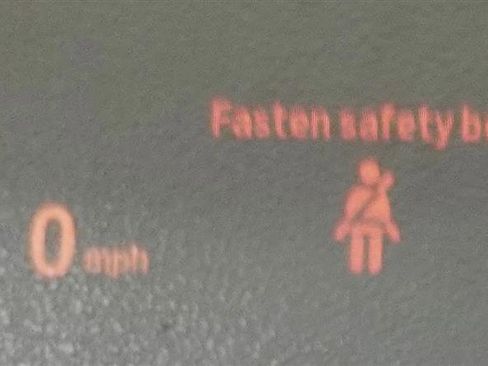 Fasten safety
0 mph